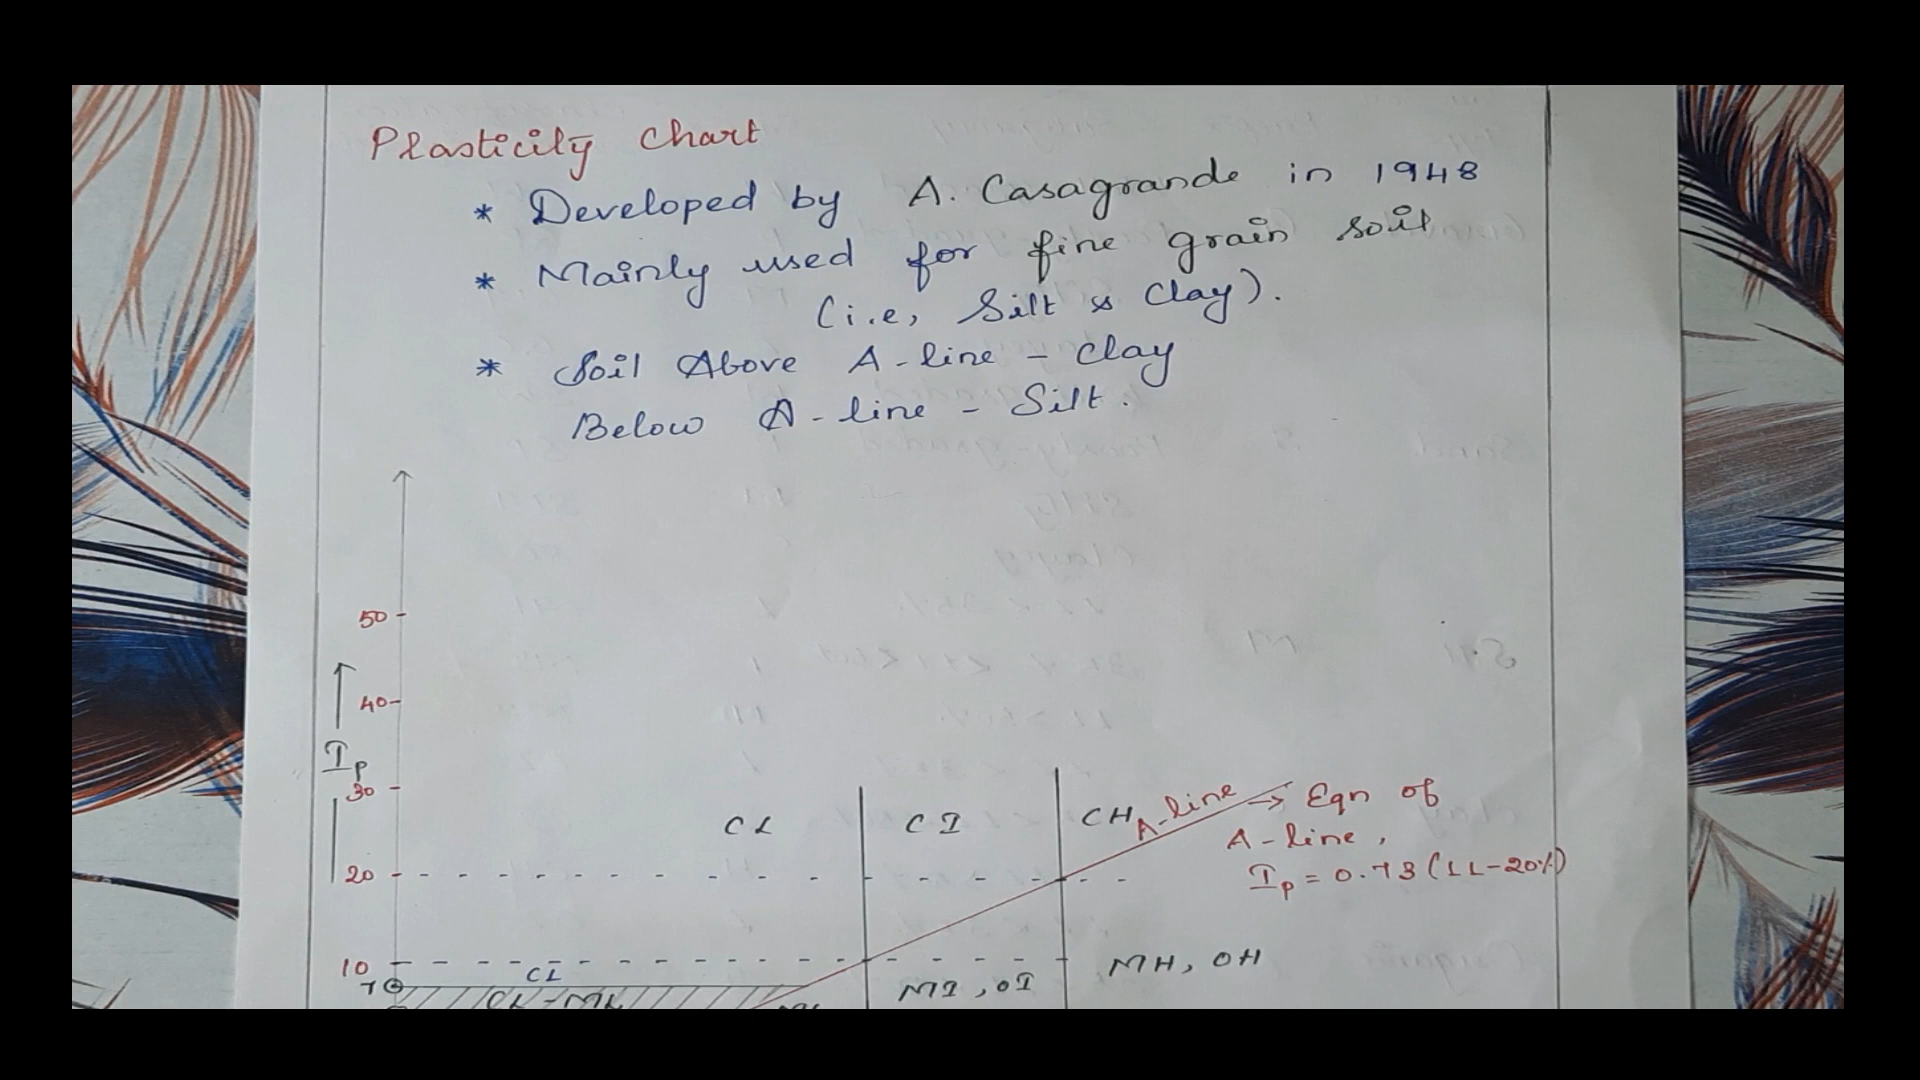 Plasticity Chart
* Developed by A. Casagrande in 1948
* Mainly used for fine grain soil
(i.e, Silt & Clay).
* Soil Above A-line - Clay
Below A-line - Silt.
50
40
Ip
30
CL CI CH A-line → Eqn of
A-line,
Ip = 0.73 (LL-20%)
20
10
CL
MI, OI
MH, OH
7
CL-ML